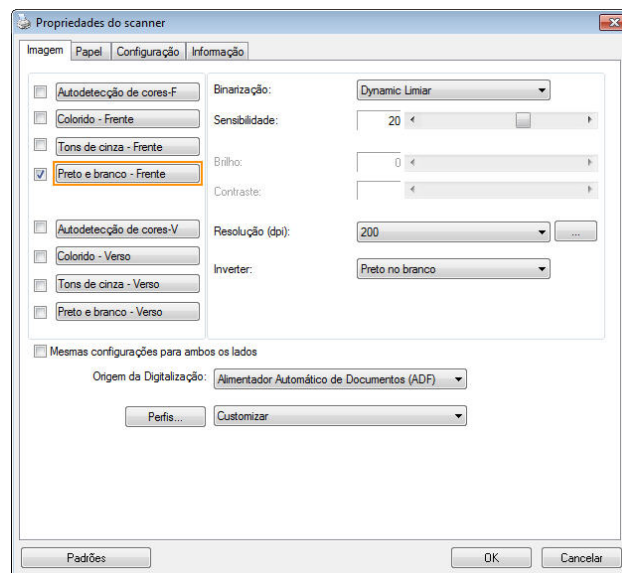 Propriedades do scanner
Imagem Papel Configuração Informação
Autodetecção de cores-F
Colorido - Frente
Tons de cinza - Frente
Preto e branco - Frente
Autodetecção de cores-V
Colorido - Verso
Tons de cinza - Verso
Preto e branco - Verso
Binarização: Dynamic Limiar
Sensibilidade: 20
Brilho: 0
Contraste:
Resolução (dpi): 200 ...
Inverter: Preto no branco
Mesmas configurações para ambos os lados
Origem da Digitalização: Alimentador Automático de Documentos (ADF)
Perfis... Customizar
Padrões OK Cancelar